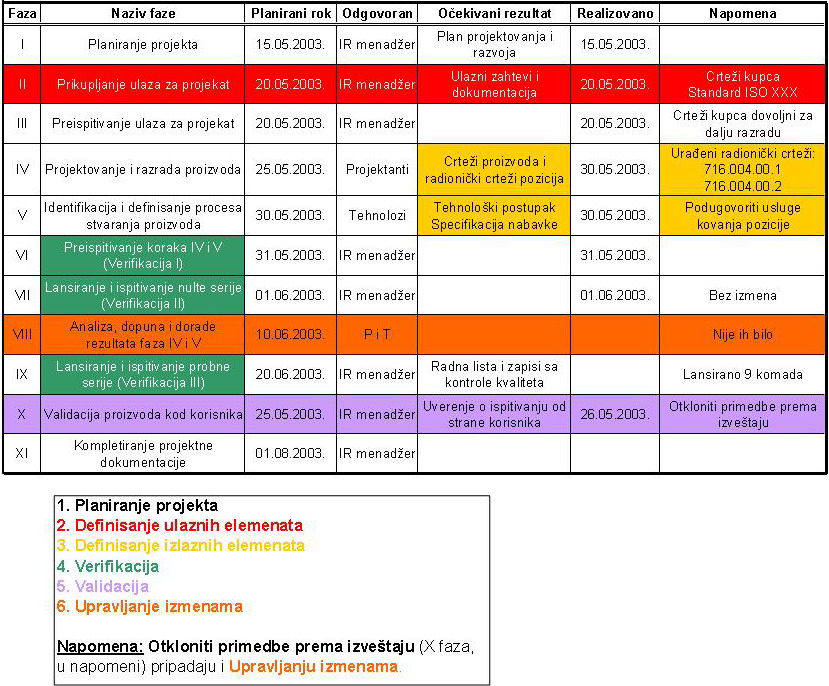 Faza Naziv faze Planirani rok Odgovoran Očekivani rezultat Realizovano Napomena
I Planiranje projekta 15.05.2003. IR menadžer Plan projektovanja i razvoja 15.05.2003.
II Prikupljanje ulaza za projekat 20.05.2003. IR menadžer Ulazni zahtevi i dokumentacija 20.05.2003. Crteži kupca Standard ISO XXX
III Preispitivanje ulaza za projekat 20.05.2003. IR menadžer 20.05.2003. Crteži kupca dovoljni za dalju razradu
IV Projektovanje i razrada proizvoda 25.05.2003. Projektanti Crteži proizvoda i radionički crteži pozicija 30.05.2003. Urađeni radionički crteži: 716.004.00.1 716.004.00.2
V Identifikacija i definisanje procesa stvaranja proizvoda 30.05.2003. Tehnolozi Tehnološki postupak Specifikacija nabavke 30.05.2003. Podugovoriti usluge kovanja pozicije
VI Preispitivanje koraka IV i V (Verifikacija I) 31.05.2003. IR menadžer 31.05.2003.
VII Lansiranje i ispitivanje nulte serije (Verifikacija II) 01.06.2003. IR menadžer 01.06.2003. Bez izmena
VIII Analiza, dopuna i dorade rezultata faza IV i V 10.06.2003. P i T Nije ih bilo
IX Lansiranje i ispitivanje probne serije (Verifikacija III) 20.06.2003. IR menadžer Radna lista i zapisi sa kontrole kvaliteta Lansirano 9 komada
X Validacija proizvoda kod korisnika 25.05.2003. IR menadžer Uverenje o ispitivanju od strane korisnika 26.05.2003. Otkloniti primedbe prema izveštaju
XI Kompletiranje projektne dokumentacije 01.08.2003. IR menadžer
1. Planiranje projekta
2. Definisanje ulaznih elemenata
3. Definisanje izlaznih elemenata
4. Verifikacija
5. Validacija
6. Upravljanje izmenama
Napomena: Otkloniti primedbe prema izveštaju (X faza,
u napomeni) pripadaju i Upravljanju izmenama.